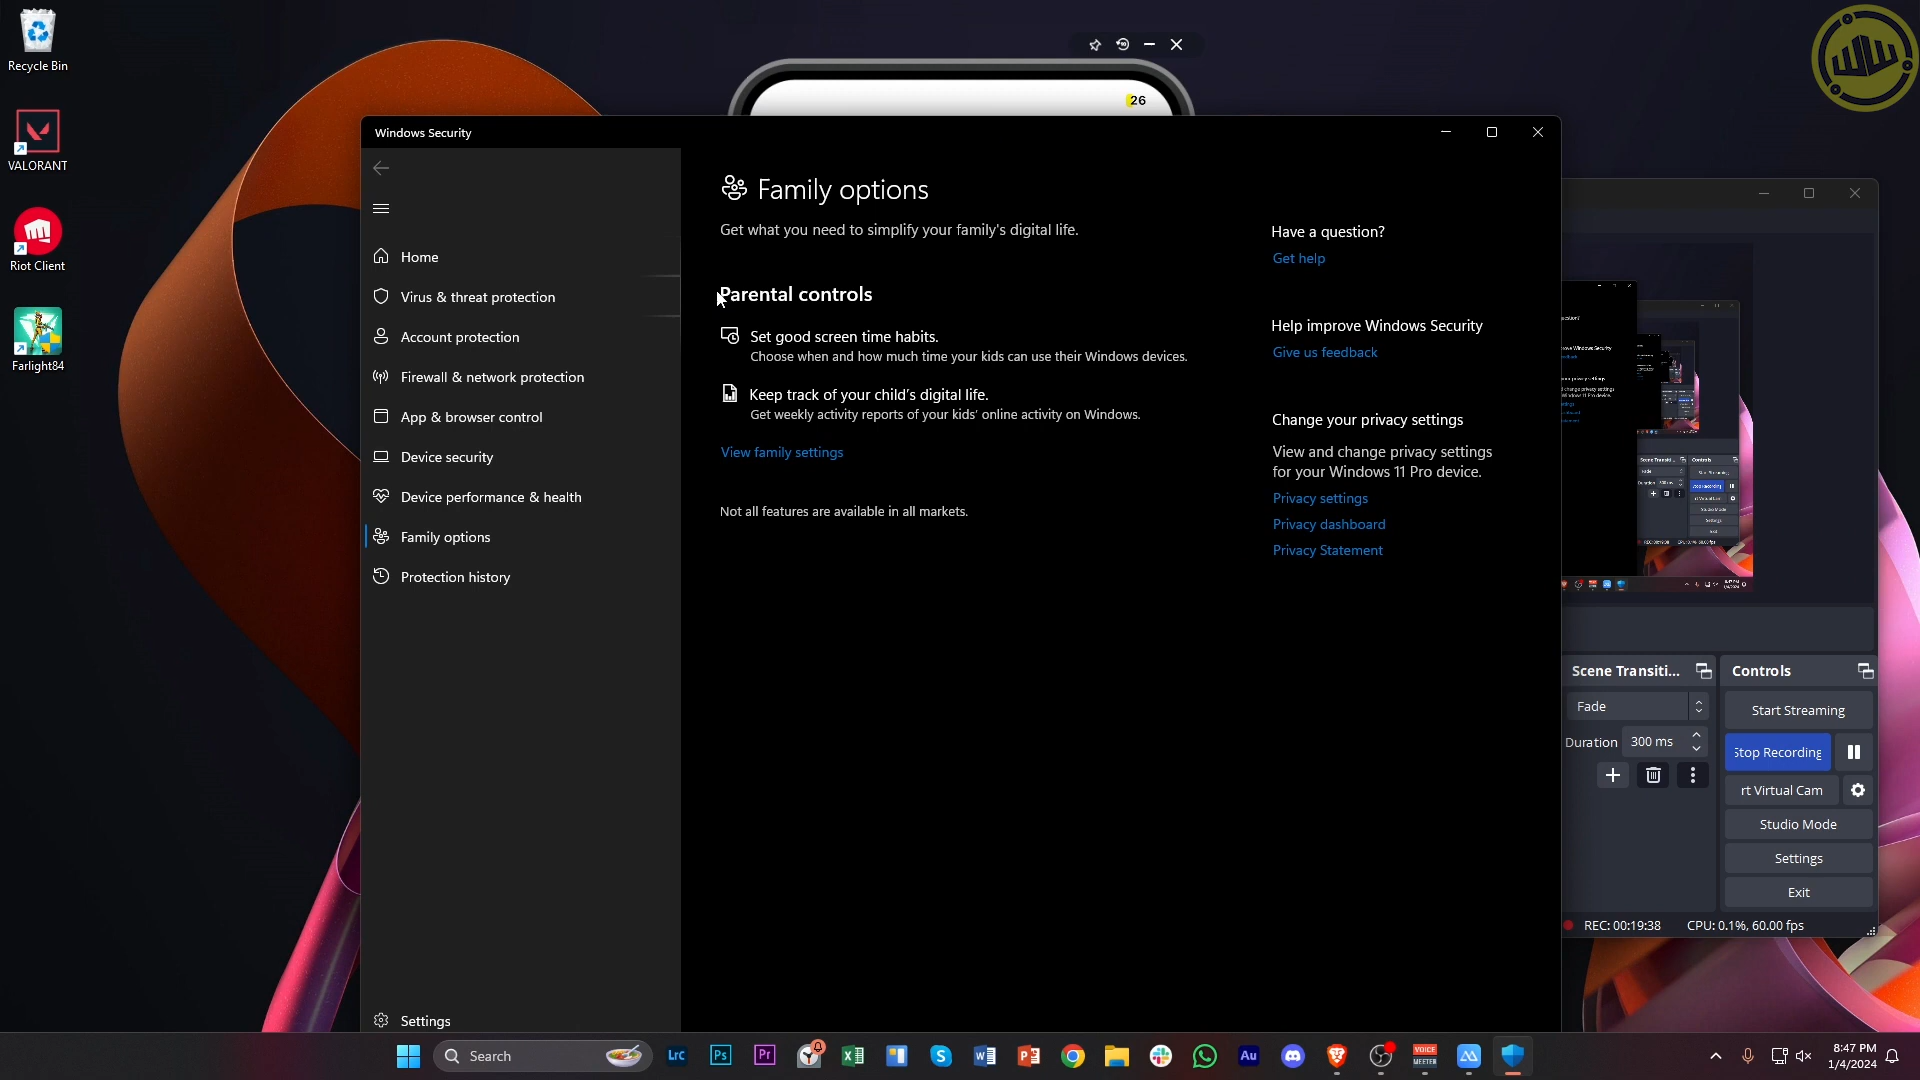 Recycle Bin
VALORANT
Riot Client
Farlight84
26
Windows Security
Home
Virus & threat protection
Account protection
Firewall & network protection
App & browser control
Device security
Device performance & health
Family options
Protection history
Settings
Family options
Get what you need to simplify your family's digital life.
Parental controls
Set good screen time habits.
Choose when and how much time your kids can use their Windows devices.
Keep track of your child's digital life.
Get weekly activity reports of your kids' online activity on Windows.
View family settings
Not all features are available in all markets.
Have a question?
Get help
Help improve Windows Security
Give us feedback
Change your privacy settings
View and change privacy settings
for your Windows 11 Pro device.
Privacy settings
Privacy dashboard
Privacy Statement
Scene Transiti...
Fade
Duration 300 ms
Controls
Start Streaming
Stop Recording
rt Virtual Cam
Studio Mode
Settings
Exit
REC: 00:19:38 CPU: 0.1%, 60.00 fps
Search
Lrc
Ps
Pr
Au
VOICE
MEETER
8:47 PM
1/4/2024